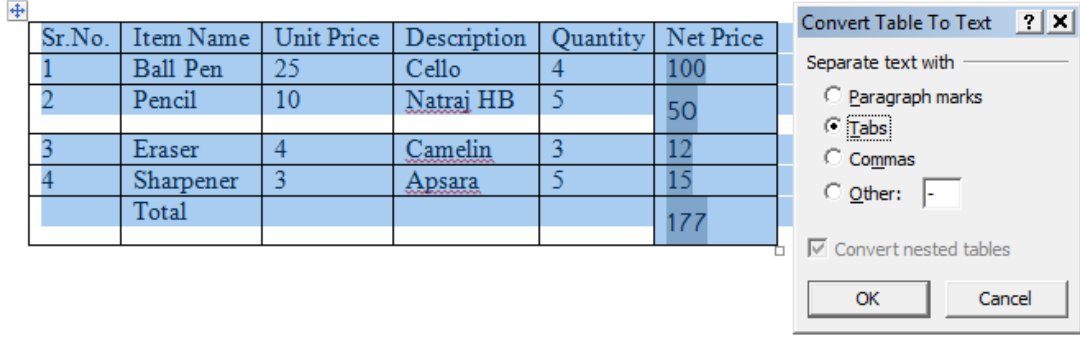 Sr.No. Item Name Unit Price Description Quantity Net Price
1 Ball Pen 25 Cello 4 100
2 Pencil 10 Natraj HB 5 50
3 Eraser 4 Camelin 3 12
4 Sharpener 3 Apsara 5 15
Total 177
Convert Table To Text ? X
Separate text with
Paragraph marks
Tabs
Commas
Other: -
Convert nested tables
OK Cancel